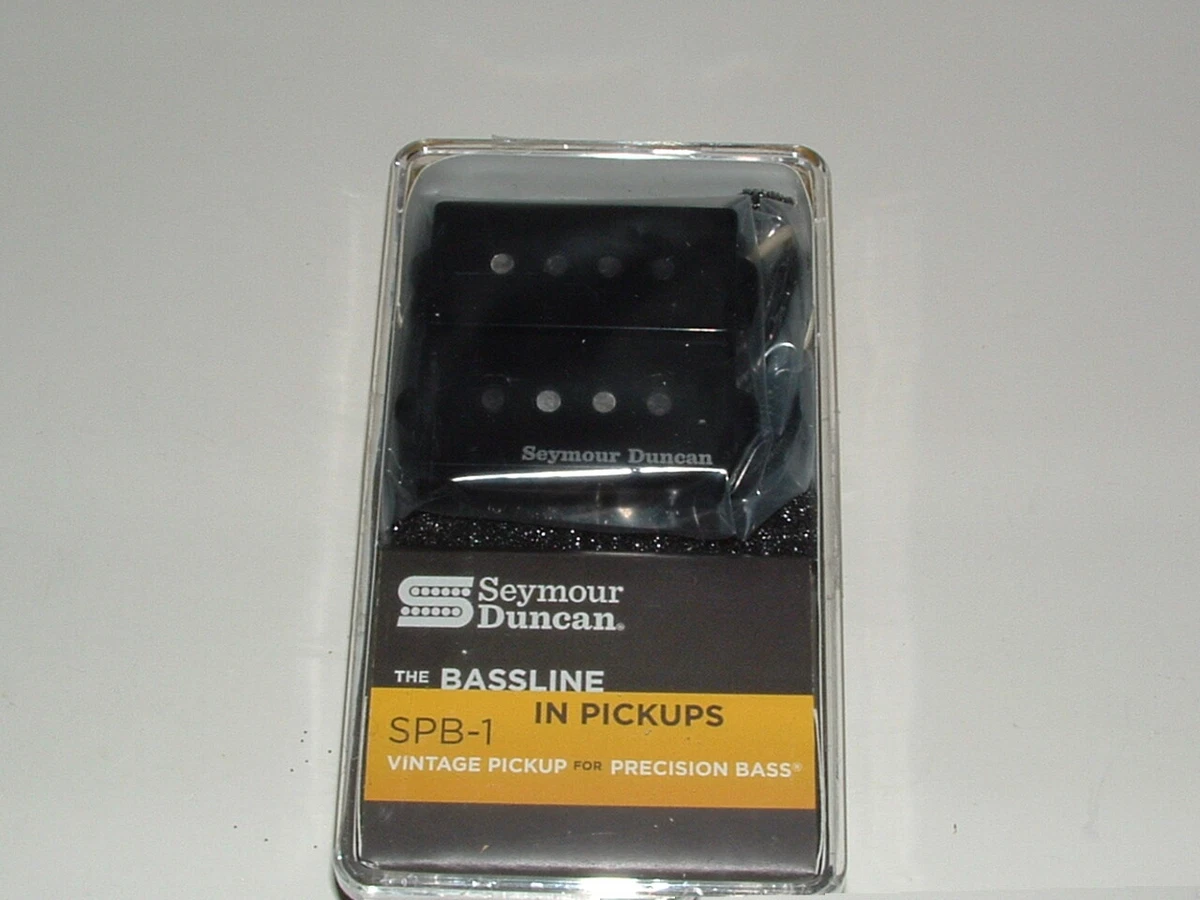 Seymour Duncan
Seymour
Duncan®
THE BASSLINE
IN PICKUPS
SPB-1
VINTAGE PICKUP FOR PRECISION BASS®